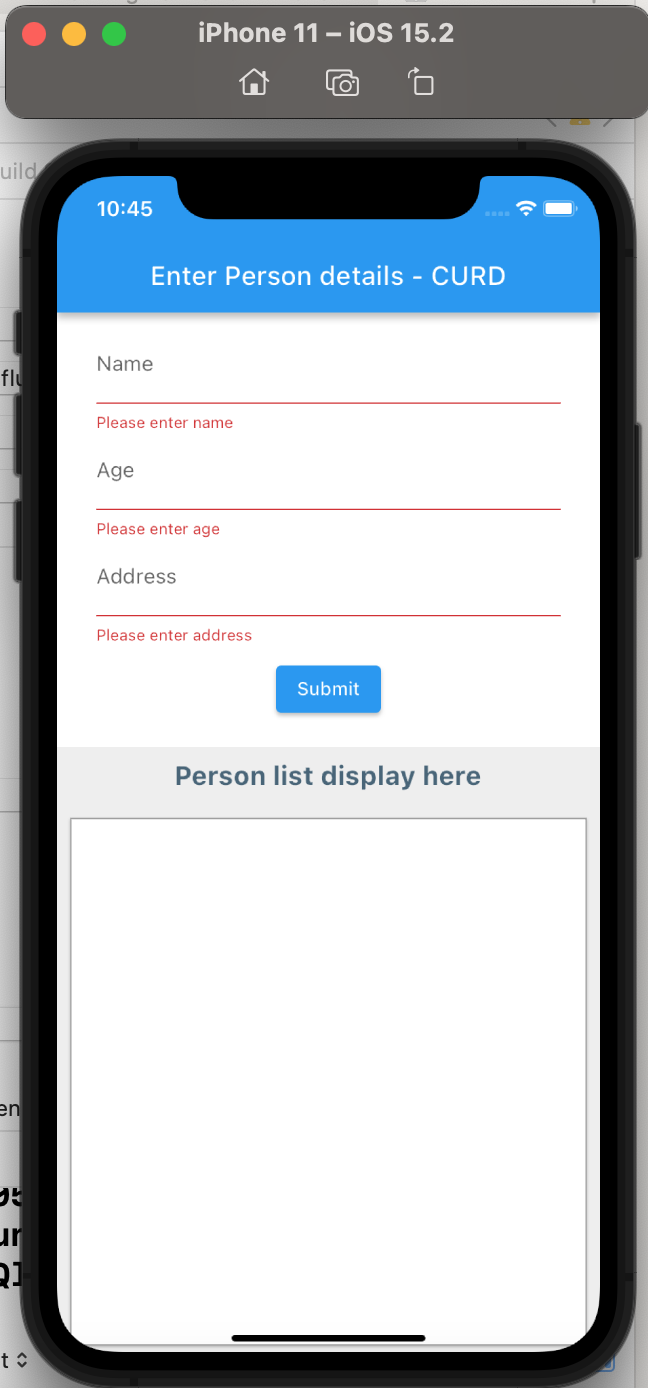 iPhone 11 – iOS 15.2
uild
10:45
Enter Person details - CURD
Name
Please enter name
Age
Please enter age
Address
Please enter address
Submit
Person list display here